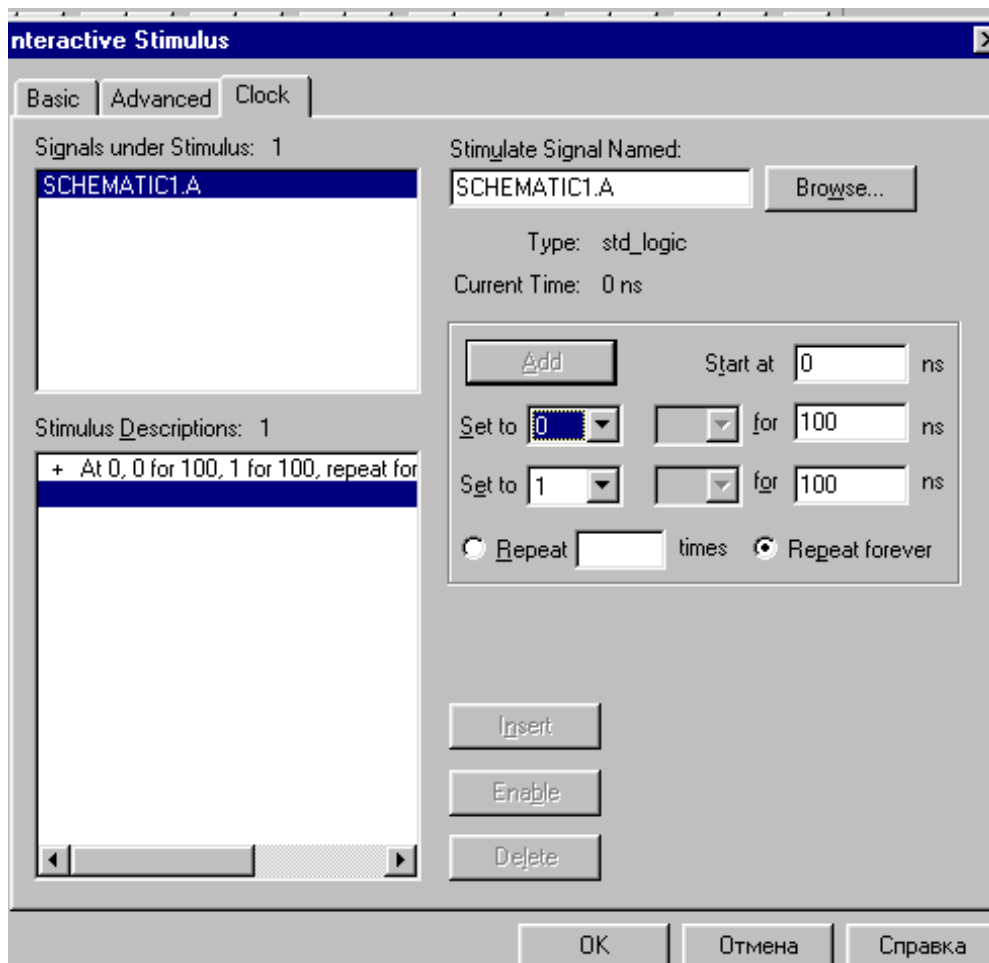 nteractive Stimulus
Basic Advanced Clock
Signals under Stimulus: 1
SCHEMATIC1.A
Stimulate Signal Named:
SCHEMATIC1.A Browse...
Type: std_logic
Current Time: 0 ns
Add Start at 0 ns
Set to 0 for 100 ns
Set to 1 for 100 ns
Repeat times Repeat forever
Stimulus Descriptions: 1
+ At 0, 0 for 100, 1 for 100, repeat for
Insert
Enable
Delete
OK Отмена Справка